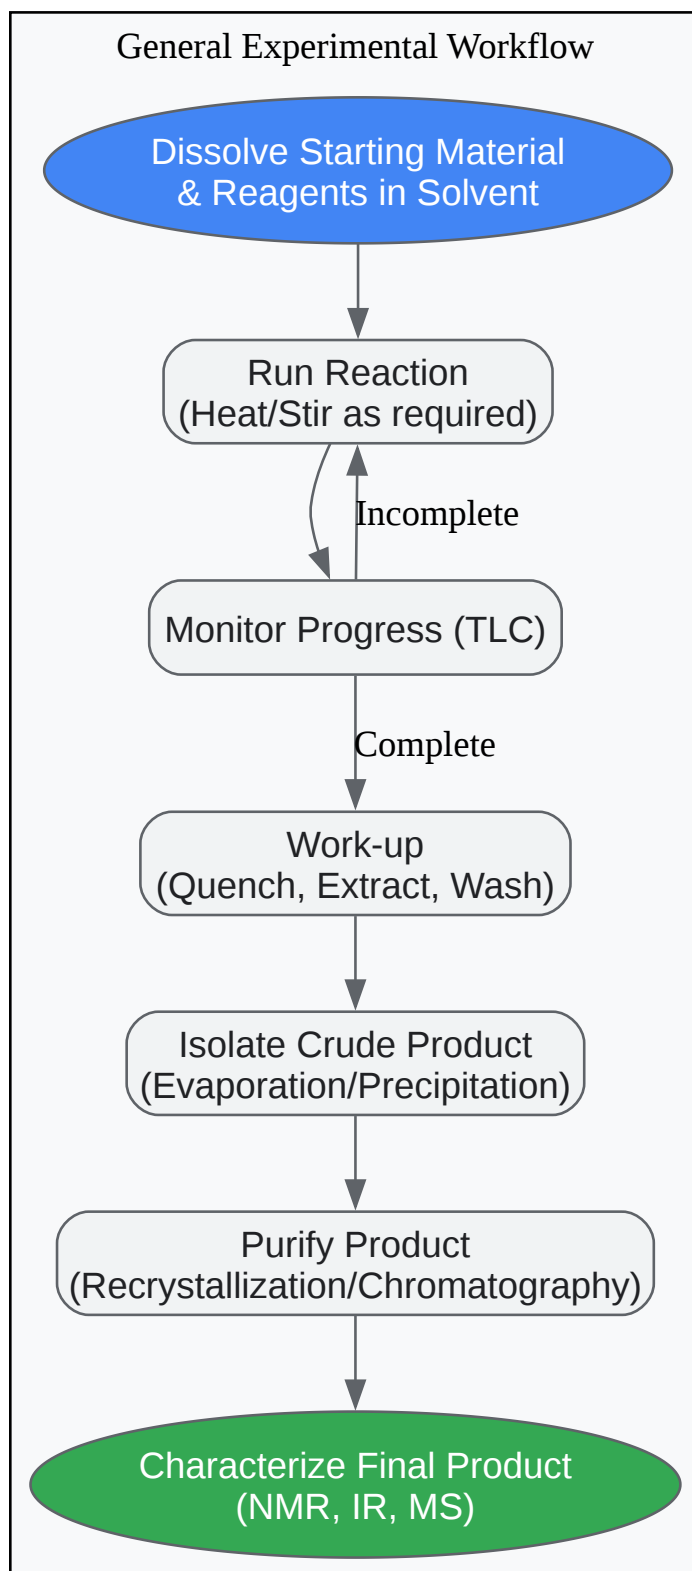 General Experimental Workflow
Dissolve Starting Material
& Reagents in Solvent
Run Reaction
(Heat/Stir as required)
Incomplete
Monitor Progress (TLC)
Complete
Work-up
(Quench, Extract, Wash)
Isolate Crude Product
(Evaporation/Precipitation)
Purify Product
(Recrystallization/Chromatography)
Characterize Final Product
(NMR, IR, MS)